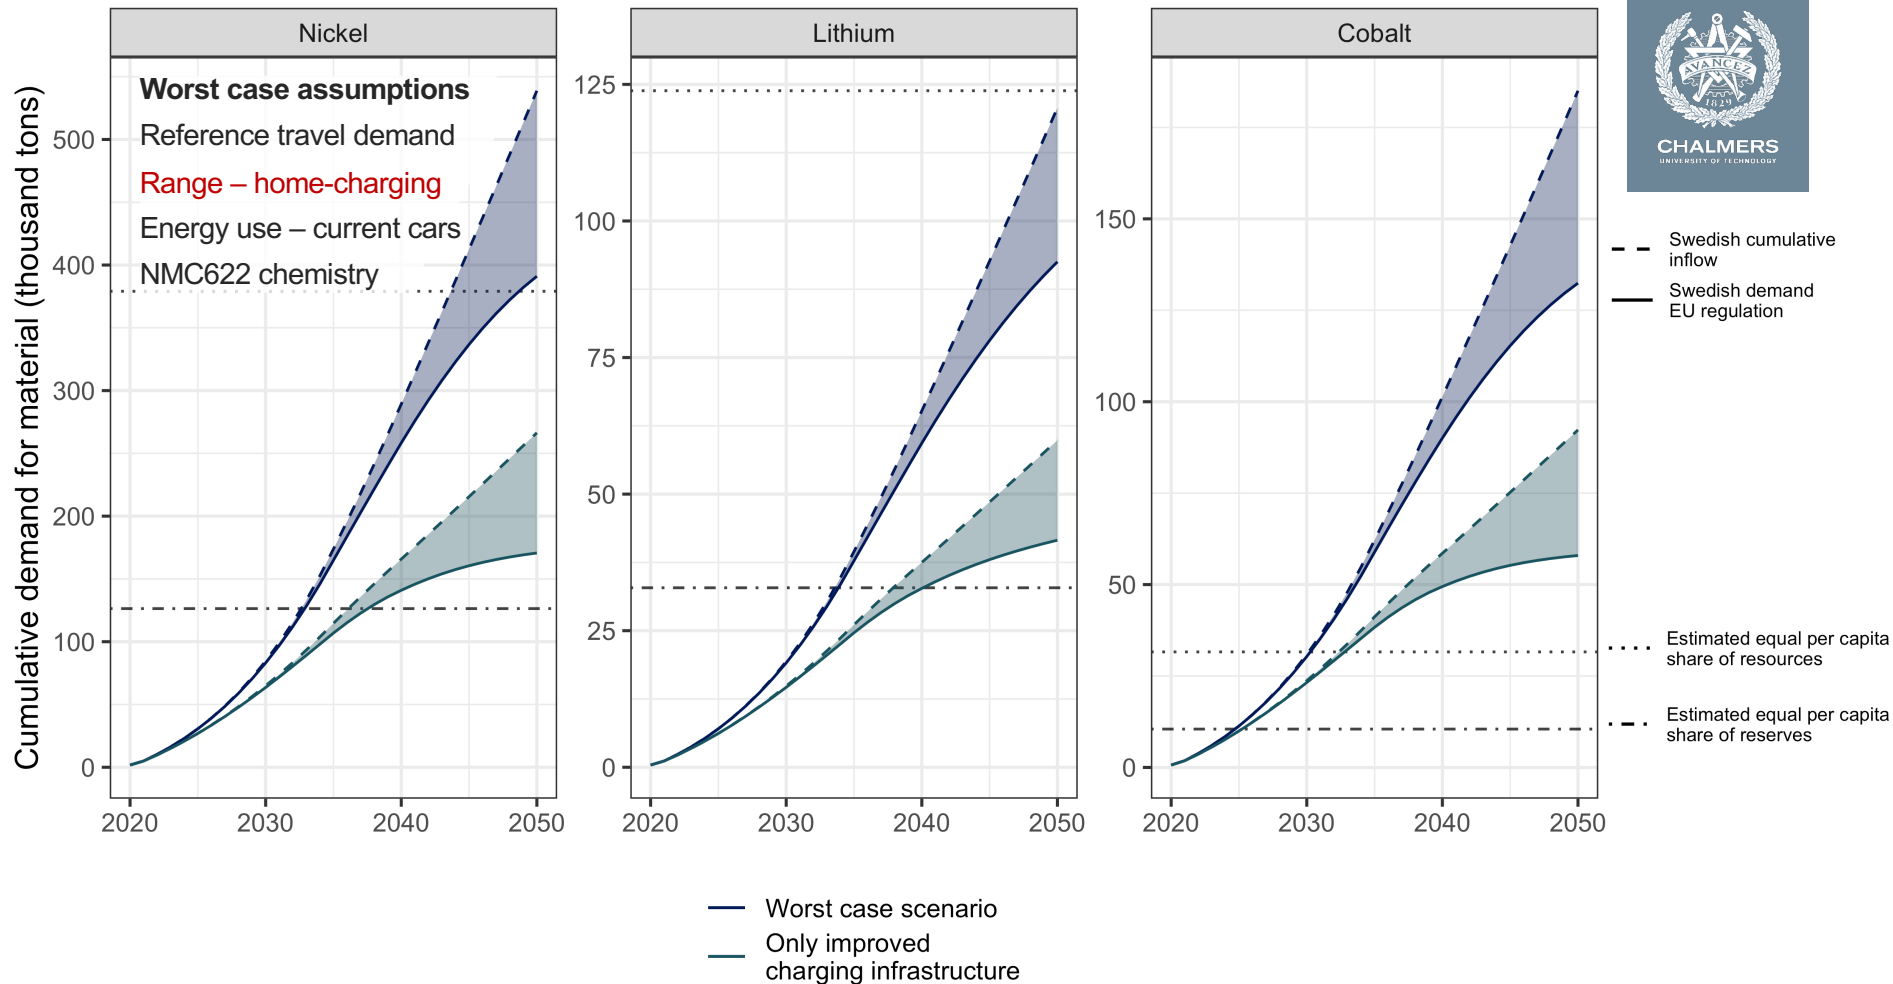 Nickel
Lithium
Cobalt
AVANCEZ
1829
CHALMERS
UNIVERSITY OF TECHNOLOGY
Cumulative demand for material (thousand tons)
Worst case assumptions
Reference travel demand
Range – home-charging
Energy use – current cars
NMC622 chemistry
500
400
300
200
100
0
2020
2030
2040
2050
125
100
75
50
25
0
2020
2030
2040
2050
150
100
50
0
2020
2030
2040
2050
Swedish cumulative
inflow
Swedish demand
EU regulation
Estimated equal per capita
share of resources
Estimated equal per capita
share of reserves
Worst case scenario
Only improved
charging infrastructure